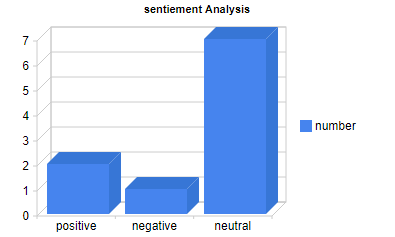 sentiement Analysis
7
6
5
4
3
2
1
0
positive negative neutral
number